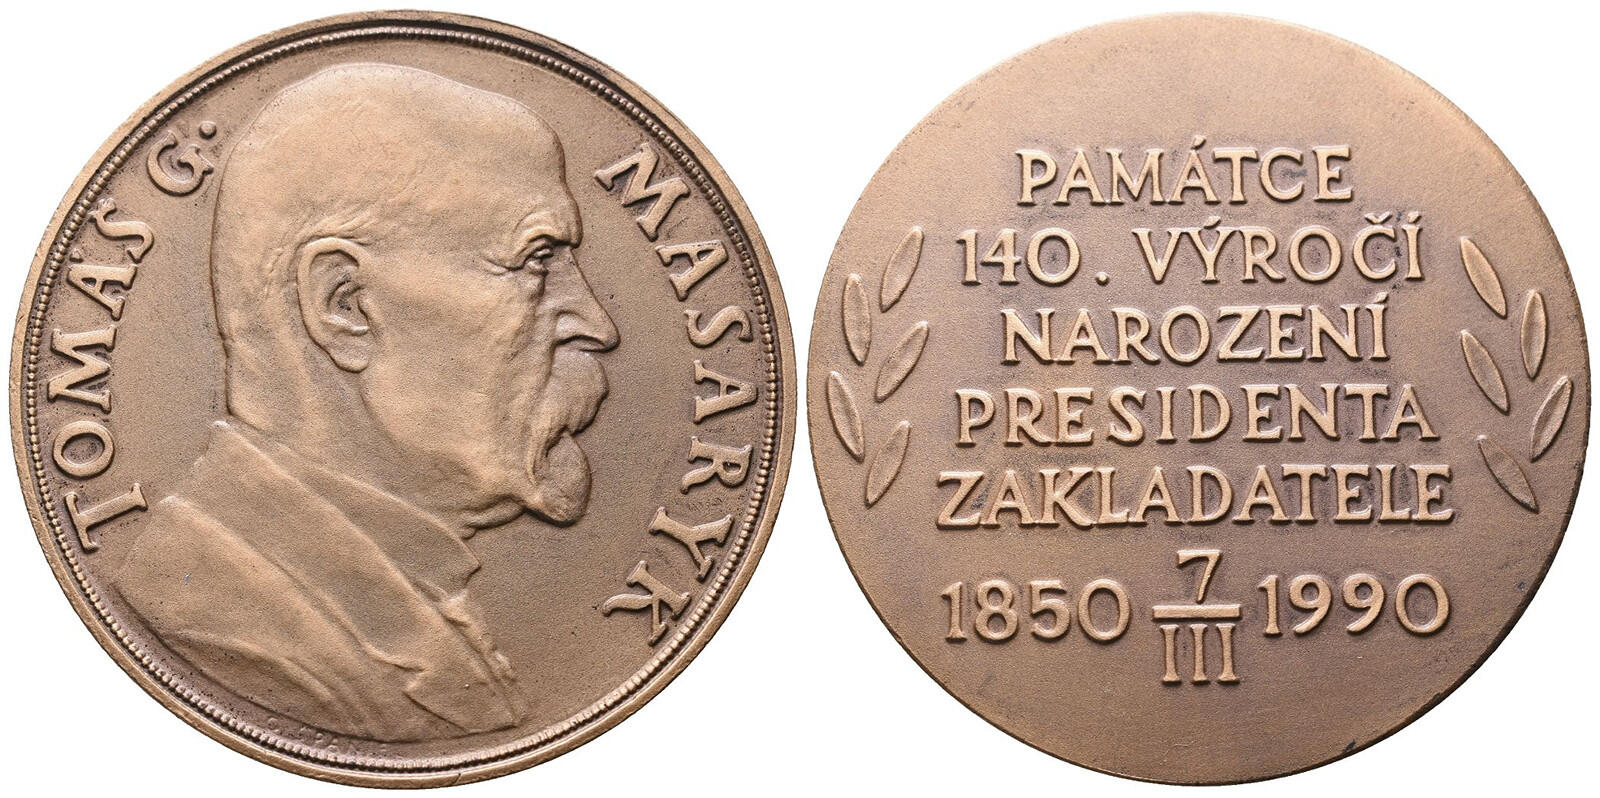 TOMÁŠ G. MASARYK
PAMÁTCE
140. VÝROČÍ
NAROZENÍ
PRESIDENTA
ZAKLADATELE
1850 7/III 1990